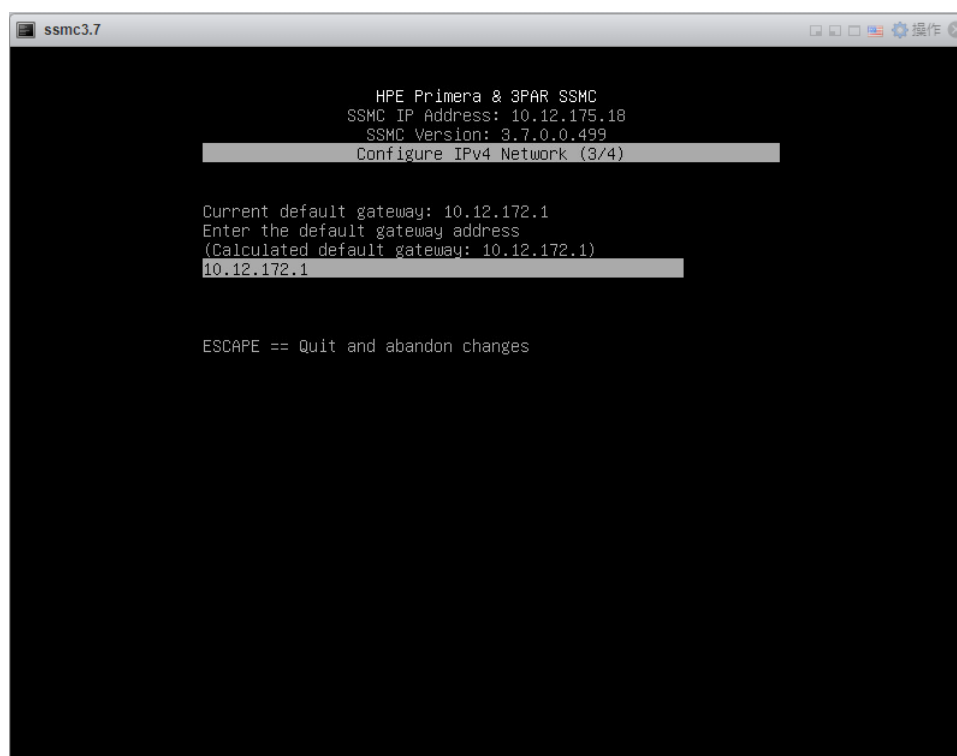 ssmc3.7
操作
HPE Primera & 3PAR SSMC
SSMC IP Address: 10.12.175.18
SSMC Version: 3.7.0.0.499
Configure IPv4 Network (3/4)
Current default gateway: 10.12.172.1
Enter the default gateway address
(Calculated default gateway: 10.12.172.1)
10.12.172.1
ESCAPE == Quit and abandon changes